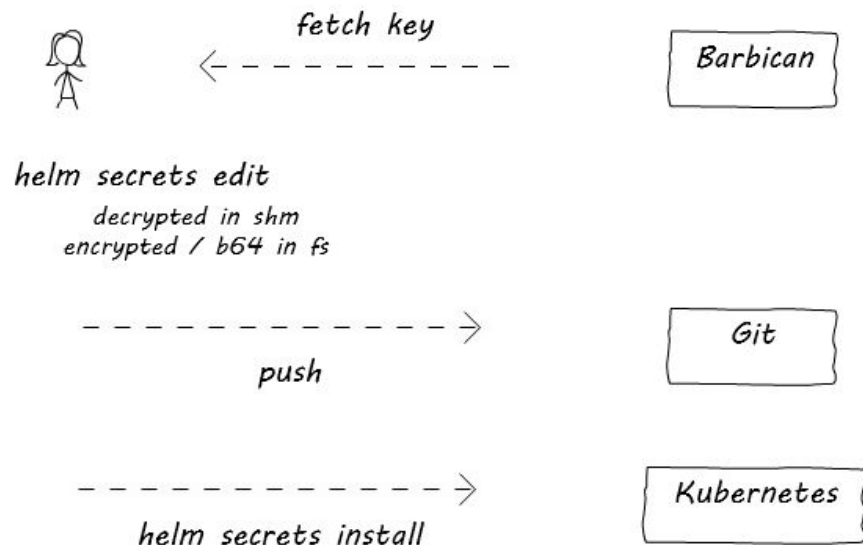 fetch key
Barbican
helm secrets edit
decrypted in shm
encrypted / b64 in fs
Git
push
Kubernetes
helm secrets install